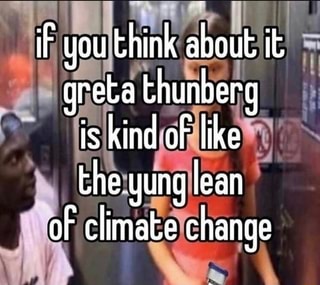 if you think about it
greta thunberg
is kind of like
the yung lean
of climate change